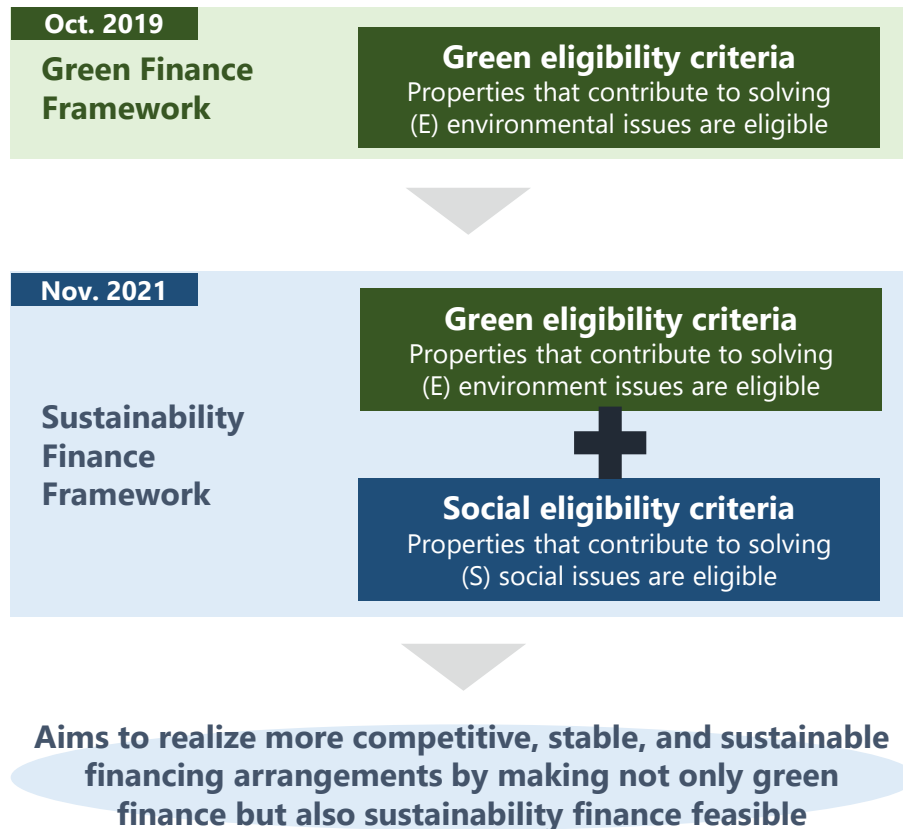 Oct. 2019
Green Finance
Framework
Green eligibility criteria
Properties that contribute to solving
(E) environmental issues are eligible
Nov. 2021
Sustainability
Finance
Framework
Green eligibility criteria
Properties that contribute to solving
(E) environment issues are eligible
Social eligibility criteria
Properties that contribute to solving
(S) social issues are eligible
Aims to realize more competitive, stable, and sustainable
financing arrangements by making not only green
finance but also sustainability finance feasible